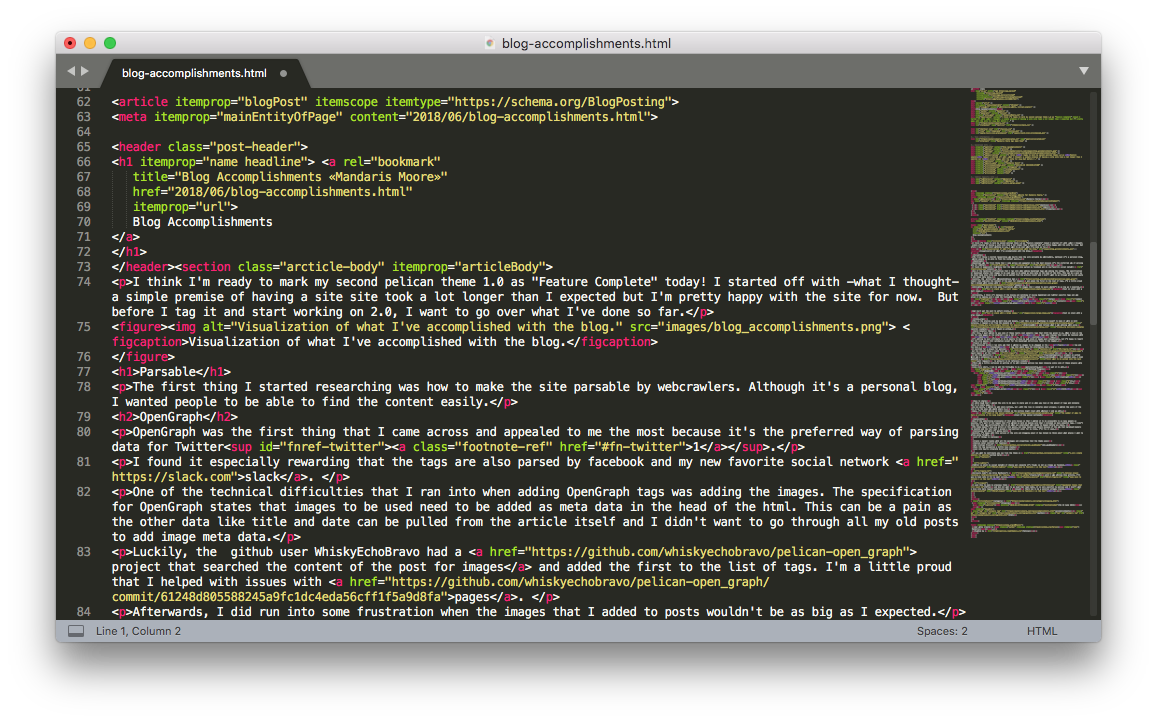 blog-accomplishments.html
blog-accomplishments.html
61
62 <article itemprop="blogPost" itemscope itemtype="https://schema.org/BlogPosting">
63 <meta itemprop="mainEntityOfPage" content="2018/06/blog-accomplishments.html">
64
65 <header class="post-header">
66 <h1 itemprop="name headline"> <a rel="bookmark"
67 title="Blog Accomplishments «Mandaris Moore»"
68 href="2018/06/blog-accomplishments.html"
69 itemprop="url">
70 Blog Accomplishments
71 </a>
72 </h1>
73 </header><section class="arcticle-body" itemprop="articleBody">
74 <p>I think I'm ready to mark my second pelican theme 1.0 as "Feature Complete" today! I started off with —what I thought—
a simple premise of having a site site took a lot longer than I expected but I'm pretty happy with the site for now.  But
before I tag it and start working on 2.0, I want to go over what I've done so far.</p>
75 <figure><img alt="Visualization of what I've accomplished with the blog." src="images/blog_accomplishments.png"> <
figcaption>Visualization of what I've accomplished with the blog.</figcaption>
76 </figure>
77 <h1>Parsable</h1>
78 <p>The first thing I started researching was how to make the site parsable by webcrawlers. Although it's a personal blog,
I wanted people to be able to find the content easily.</p>
79 <h2>OpenGraph</h2>
80 <p>OpenGraph was the first thing that I came across and appealed to me the most because it's the preferred way of parsing
data for Twitter<sup id="fnref-twitter"><a class="footnote-ref" href="#fn-twitter">1</a></sup>.</p>
81 <p>I found it especially rewarding that the tags are also parsed by facebook and my new favorite social network <a href="
https://slack.com">slack</a>. </p>
82 <p>One of the technical difficulties that I ran into when adding OpenGraph tags was adding the images. The specification
for OpenGraph states that images to be used need to be added as meta data in the head of the html. This can be a pain as
the other data like title and date can be pulled from the article itself and I didn't want to go through all my old posts
to add image meta data.</p>
83 <p>Luckily, the  github user WhiskyEchoBravo had a <a href="https://github.com/whiskyechobravo/pelican-open_graph">
project that searched the content of the post for images</a> and added the first to the list of tags. I'm a little proud
that I helped with issues with <a href="https://github.com/whiskyechobravo/pelican-open_graph/
commit/61248d805588245a9fc1dc4eda56cff1f5a9d8fa">pages</a>. </p>
84 <p>Afterwards, I did run into some frustration when the images that I added to posts wouldn't be as big as I expected.</p>
Line 1, Column 2
Spaces: 2
HTML